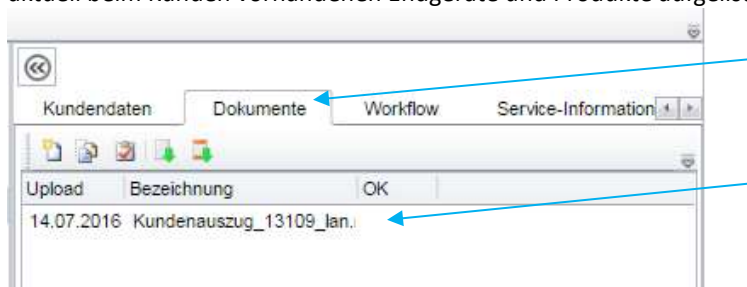 aktuell beim Kunden vorhandenen Endgeräte und Produkte
Kundendaten Dokumente Workflow Service-Information
Upload Bezeichnung OK
14.07.2016 Kundenauszug_13109_lan.